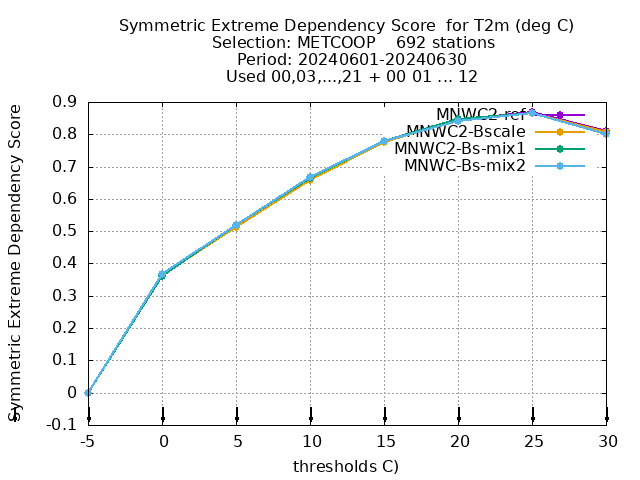 Symmetric Extreme Dependency Score  for T2m (deg C)
Selection: METCOOP    692 stations
Period: 20240601-20240630
Used 00,03,...,21 + 00 01 ... 12
Symmetric Extreme Dependency Score
0.9
0.8
0.7
0.6
0.5
0.4
0.3
0.2
0.1
0
-0.1
MNWC2-ref
MNWC2-Bscale
MNWC2-Bs-mix1
MNWC-Bs-mix2
-5 0 5 10 15 20 25 30
thresholds C)